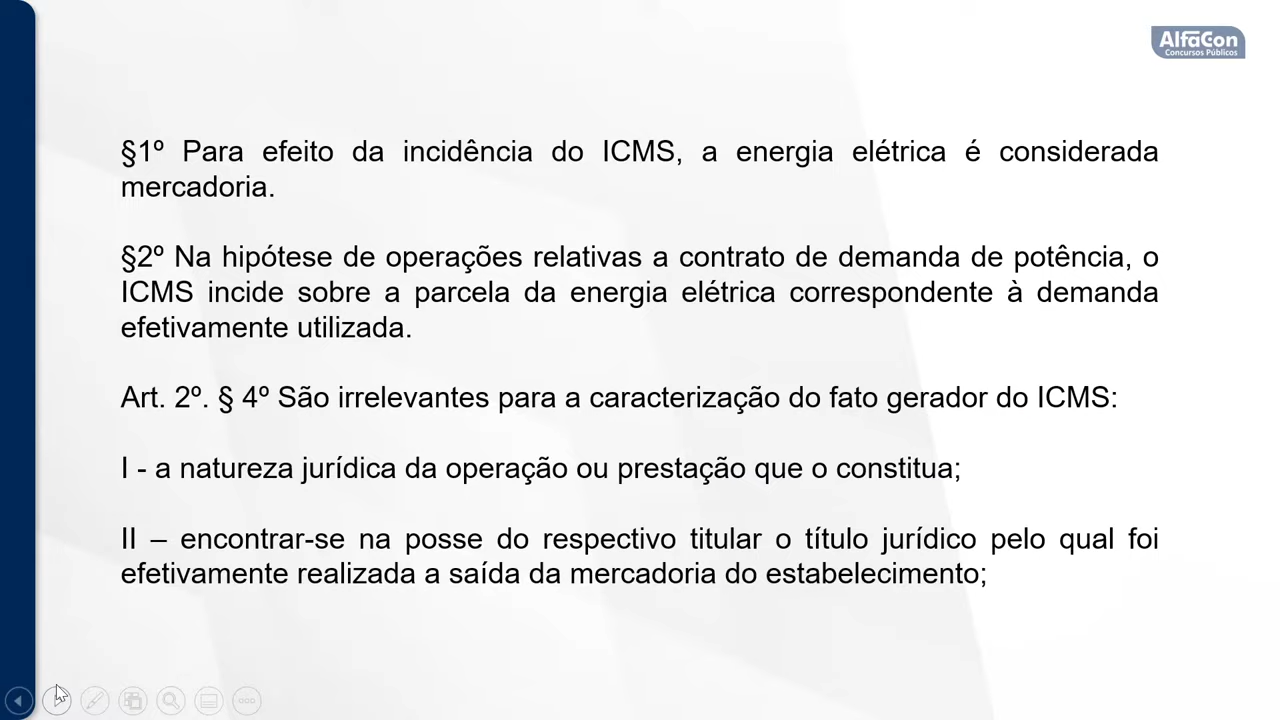 AlfaCon
Concursos Públicos
§1º Para efeito da incidência do ICMS, a energia elétrica é considerada
mercadoria.
§2º Na hipótese de operações relativas a contrato de demanda de potência, o
ICMS incide sobre a parcela da energia elétrica correspondente à demanda
efetivamente utilizada.
Art. 2º. § 4º São irrelevantes para a caracterização do fato gerador do ICMS:
I - a natureza jurídica da operação ou prestação que o constitua;
II – encontrar-se na posse do respectivo titular o título jurídico pelo qual foi
efetivamente realizada a saída da mercadoria do estabelecimento;